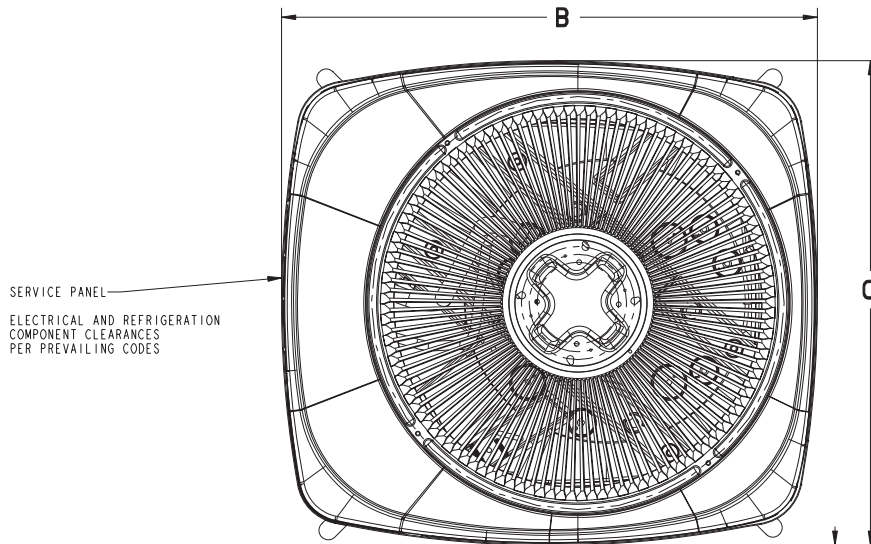 B
C
SERVICE PANEL
ELECTRICAL AND REFRIGERATION
COMPONENT CLEARANCES
PER PREVAILING CODES